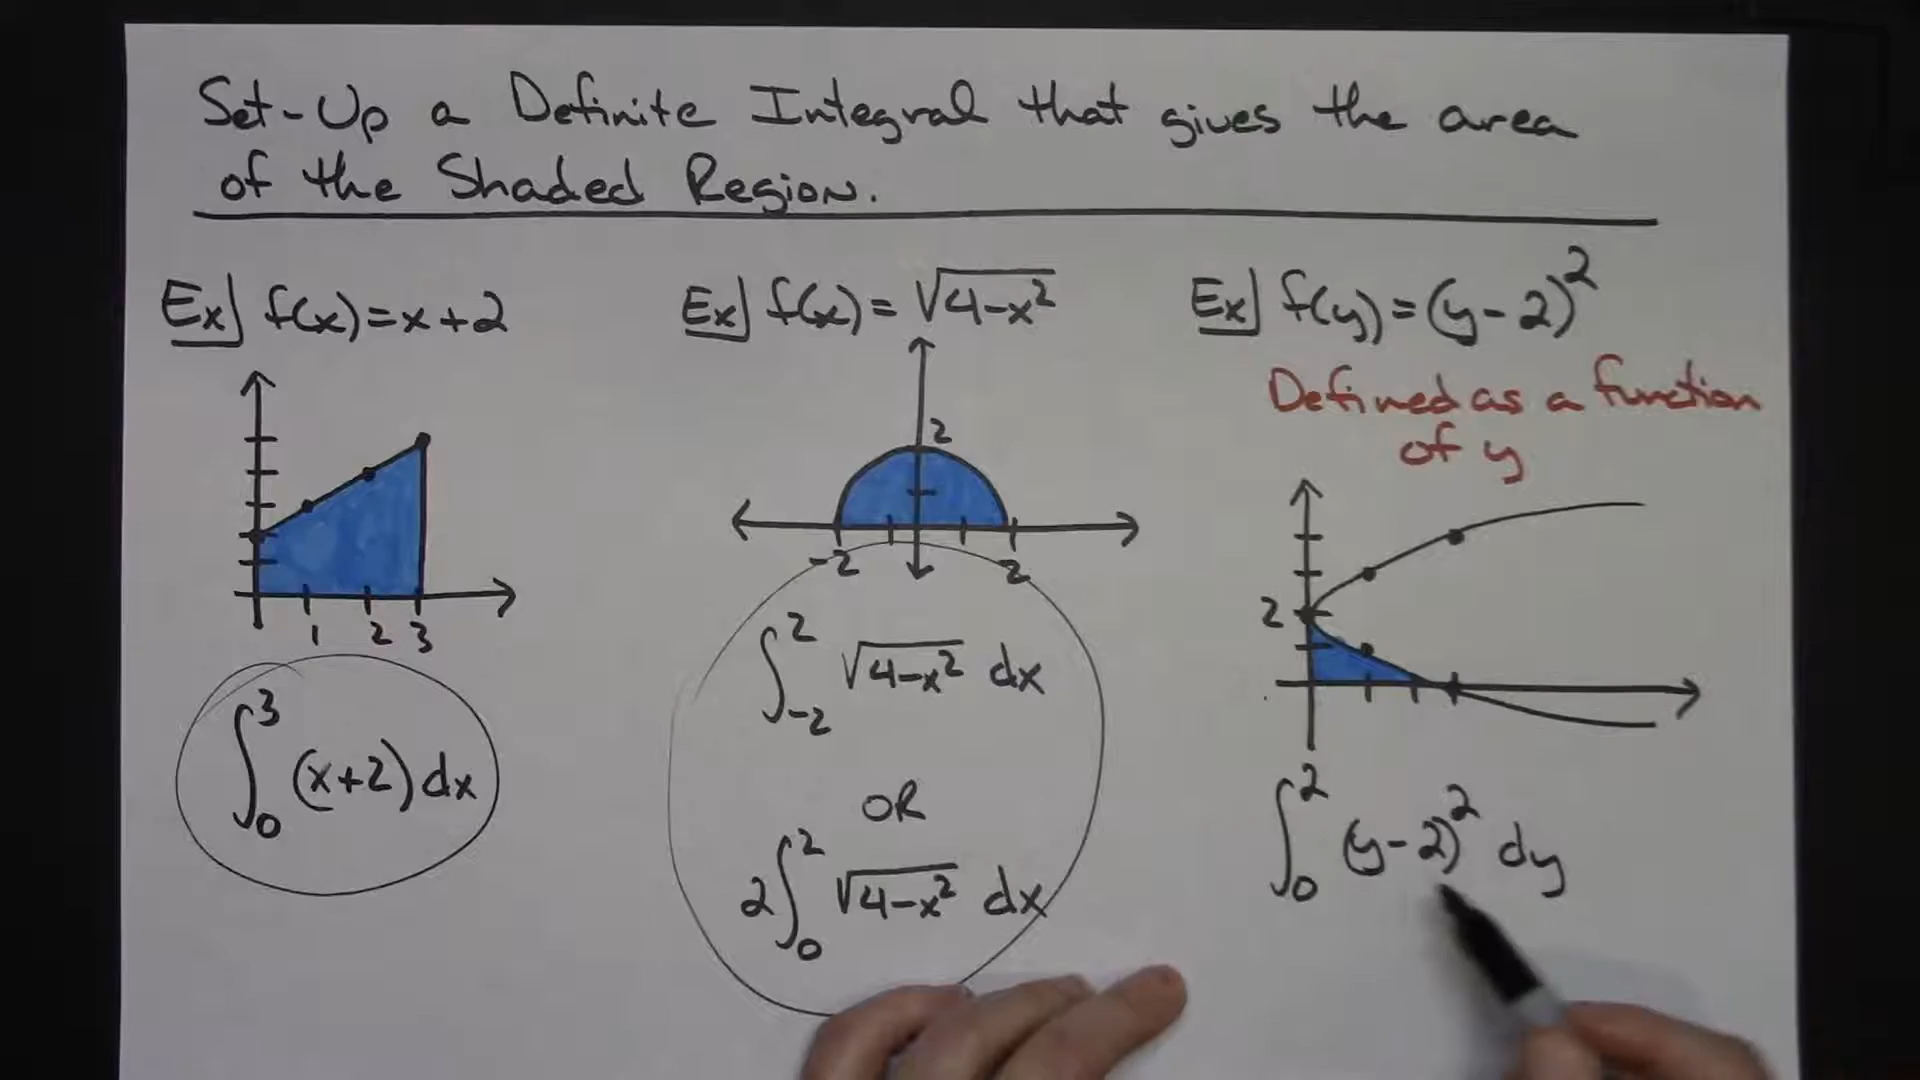 Set-Up a Definite Integral that gives the area
of the Shaded Region.
Ex] f(x)=x+2
1 2 3
∫₀³ (x+2) dx
Ex] f(x)=√(4-x²)
2
-2 2
∫₋₂² √(4-x²) dx
OR
2∫₀² √(4-x²) dx
Ex] f(y)=(y-2)²
Defined as a function
of y
2
∫₀² (y-2)² dy